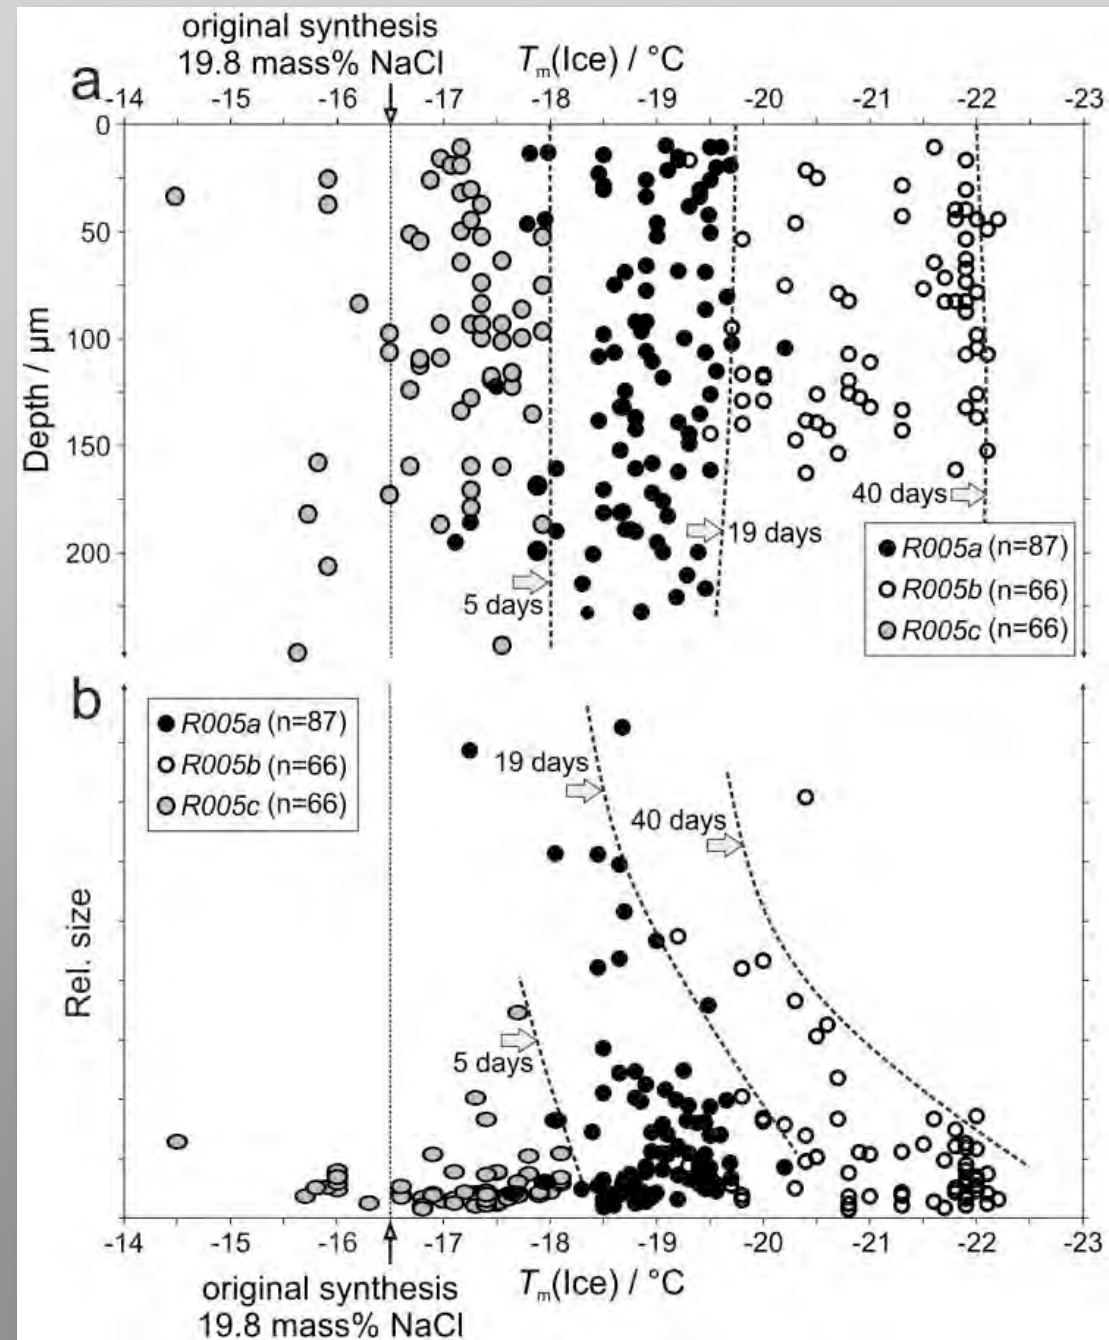 original synthesis
19.8 mass% NaCl
Tm(Ice) / °C
a
-14 -15 -16 -17 -18 -19 -20 -21 -22 -23
0
50
100
150
200
Depth / µm
5 days
19 days
40 days
R005a (n=87)
R005b (n=66)
R005c (n=66)
b
R005a (n=87)
R005b (n=66)
R005c (n=66)
19 days
40 days
5 days
Rel. size
-14 -15 -16 -17 -18 -19 -20 -21 -22 -23
original synthesis
19.8 mass% NaCl
Tm(Ice) / °C